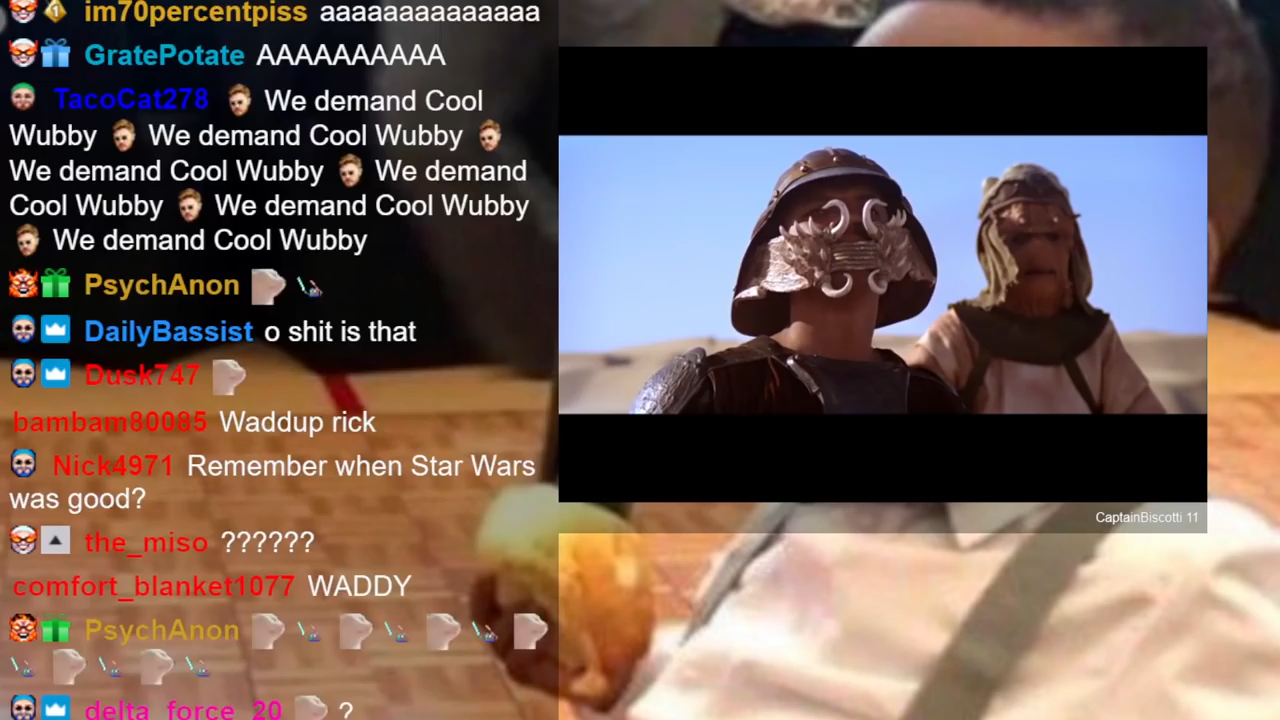 im70percentpiss aaaaaaaaaaaaaa
GratePotate AAAAAAAAAA
TacoCat278 We demand Cool
Wubby We demand Cool Wubby
We demand Cool Wubby We demand
Cool Wubby We demand Cool Wubby
We demand Cool Wubby
PsychAnon
DailyBassist o shit is that
Dusk747
bambam80085 Waddup rick
Nick4971 Remember when Star Wars
was good?
the_miso ??????
comfort_blanket1077 WADDY
PsychAnon
delta_force_20 ?
CaptainBiscotti 11